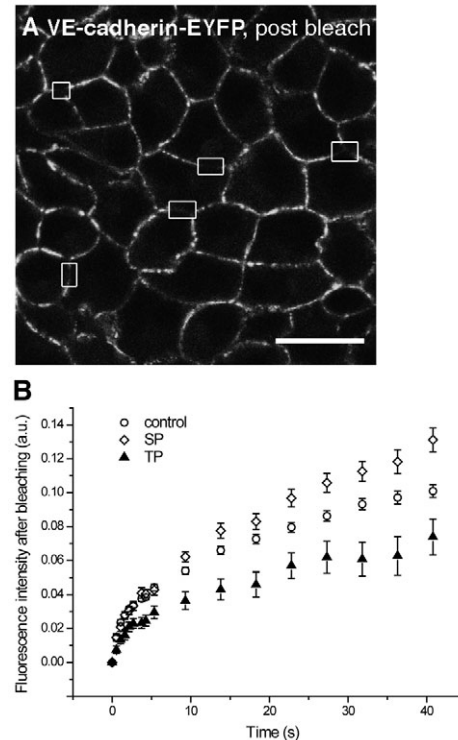 A VE-cadherin-EYFP, post bleach
B
control
SP
TP
Fluorescence intensity after bleaching (a.u.)
0.14
0.12
0.10
0.08
0.06
0.04
0.02
0.00
0 10 20 30 40
Time (s)